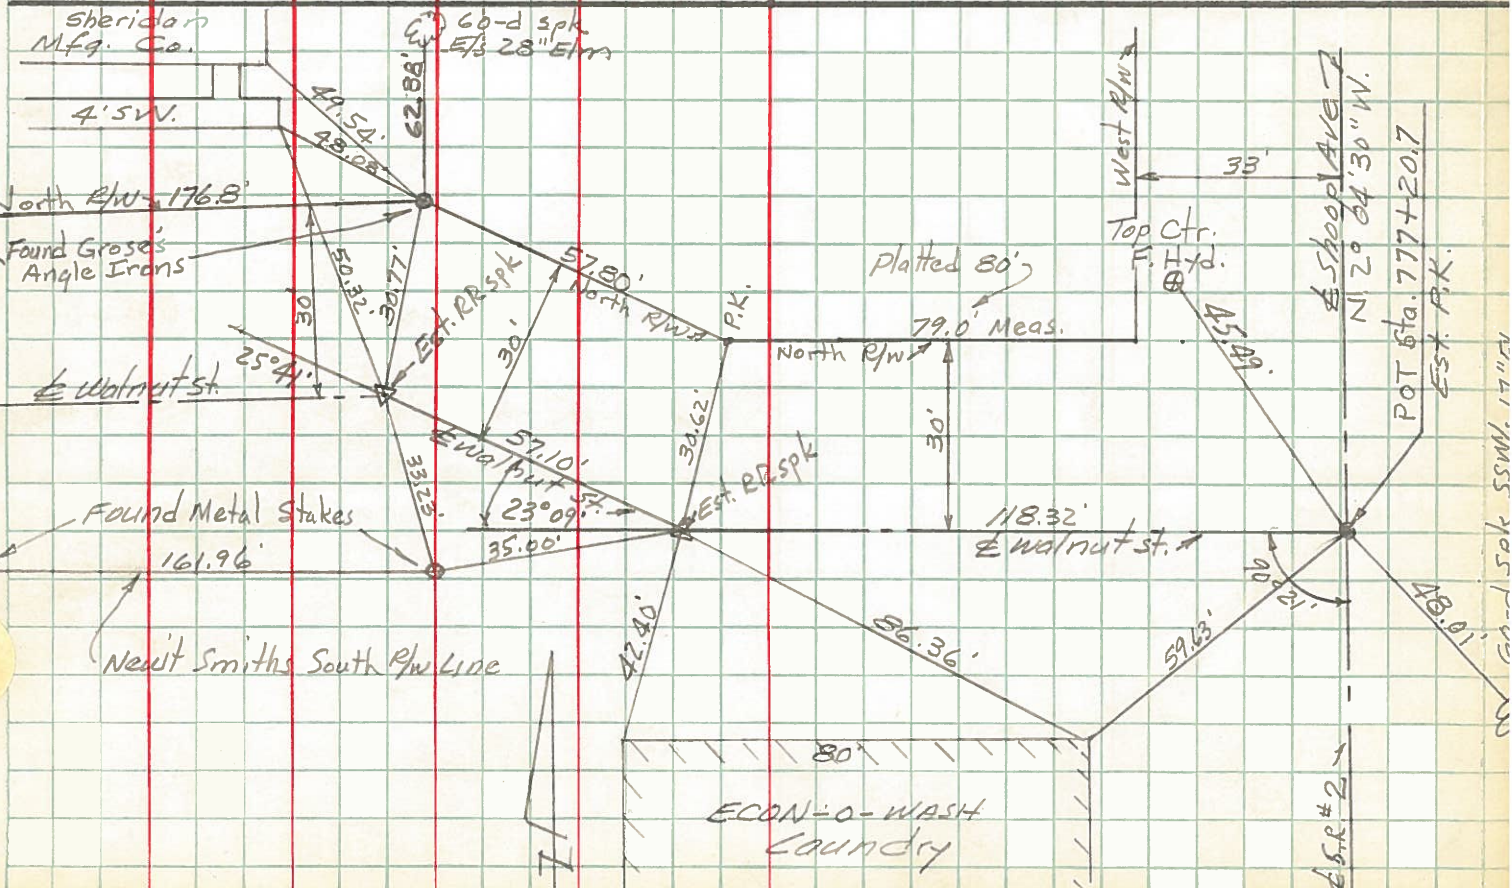 Sheridan
Mfg. Co.
60-d spk
E/s 28" Elm
62.88'
49.54'
48.08'
4' SW.
North R/W 176.8'
Found Grose's
Angle Irons
50.32'
30.77'
30'
Est. RR spk
25°41'
℄ Walnut St.
57.80'
North R/W
P.K.
30'
57.10'
℄ Walnut St.
23°09'
30.62'
Est. RR spk
33.23
35.00'
Found Metal Stakes
161.96'
Newit Smiths South R/W Line
West R/W
33'
Top Ctr.
F. Hyd.
Platted 80'
79.0' Meas.
North R/W
30'
45.49'
℄ Shoop Ave
N 2° 04' 30" W.
POT Sta. 777+20.7
Est. P.K.
118.32'
℄ Walnut St.
21'
48.01'
59.63'
86.36'
42.40'
80'
ECON-O-WASH
Laundry
℄ S.R. #2
60-d spk SSW. 17"